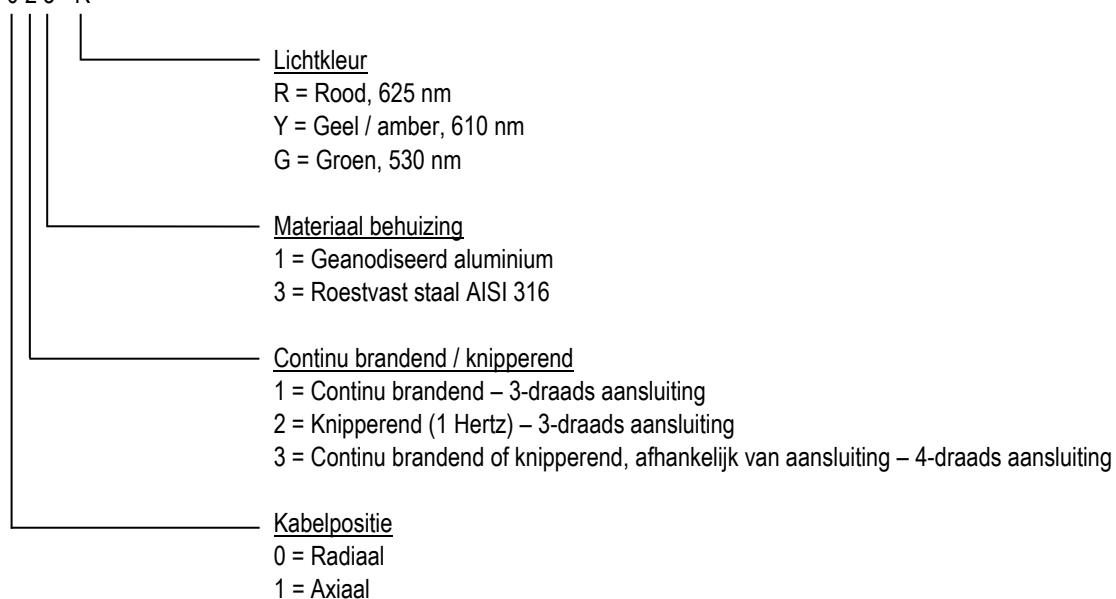 Lichtkleur
R = Rood, 625 nm
Y = Geel / amber, 610 nm
G = Groen, 530 nm
Materiaal behuizing
1 = Geanodiseerd aluminium
3 = Roestvast staal AISI 316
Continu brandend / knipperend
1 = Continu brandend – 3-draads aansluiting
2 = Knipperend (1 Hertz) – 3-draads aansluiting
3 = Continu brandend of knipperend, afhankelijk van aansluiting – 4-draads aansluiting
Kabelpositie
0 = Radiaal
1 = Axiaal